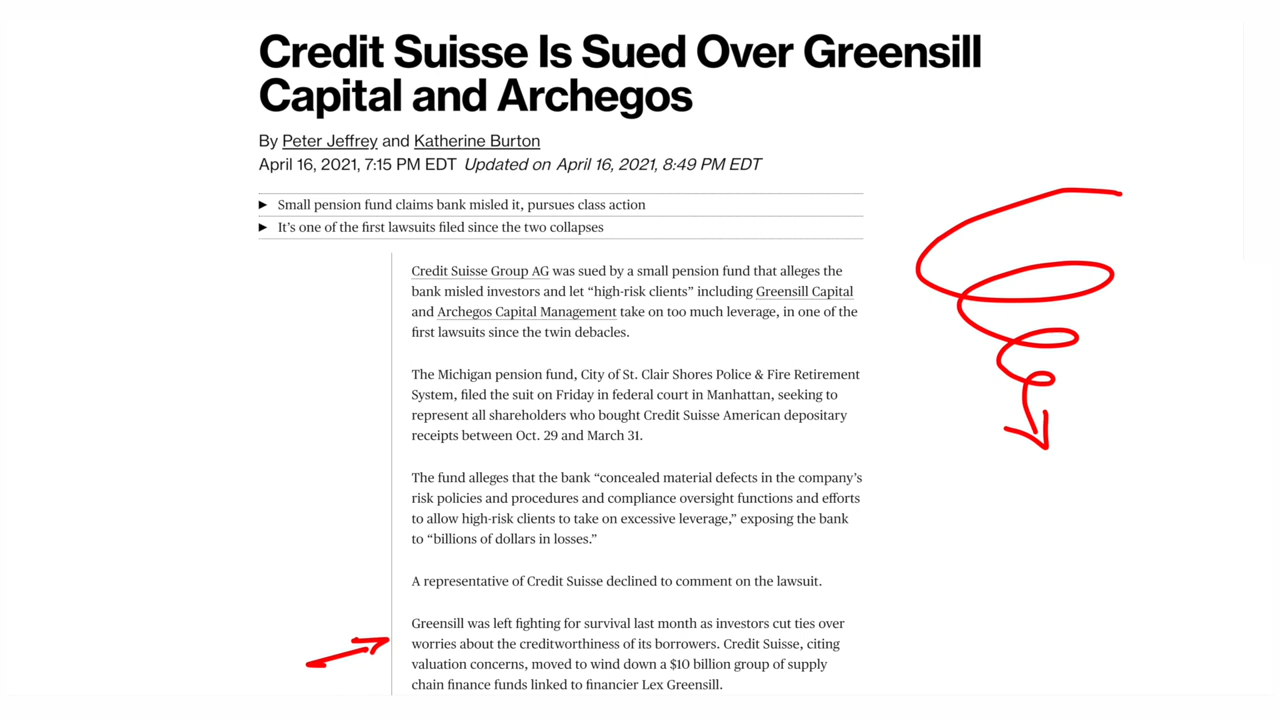 Credit Suisse Is Sued Over Greensill
Capital and Archegos
By Peter Jeffrey and Katherine Burton
April 16, 2021, 7:15 PM EDT Updated on April 16, 2021, 8:49 PM EDT
▶ Small pension fund claims bank misled it, pursues class action
▶ It’s one of the first lawsuits filed since the two collapses
Credit Suisse Group AG was sued by a small pension fund that alleges the
bank misled investors and let “high-risk clients” including Greensill Capital
and Archegos Capital Management take on too much leverage, in one of the
first lawsuits since the twin debacles.
The Michigan pension fund, City of St. Clair Shores Police & Fire Retirement
System, filed the suit on Friday in federal court in Manhattan, seeking to
represent all shareholders who bought Credit Suisse American depositary
receipts between Oct. 29 and March 31.
The fund alleges that the bank “concealed material defects in the company’s
risk policies and procedures and compliance oversight functions and efforts
to allow high-risk clients to take on excessive leverage,” exposing the bank
to “billions of dollars in losses.”
A representative of Credit Suisse declined to comment on the lawsuit.
Greensill was left fighting for survival last month as investors cut ties over
worries about the creditworthiness of its borrowers. Credit Suisse, citing
valuation concerns, moved to wind down a $10 billion group of supply
chain finance funds linked to financier Lex Greensill.